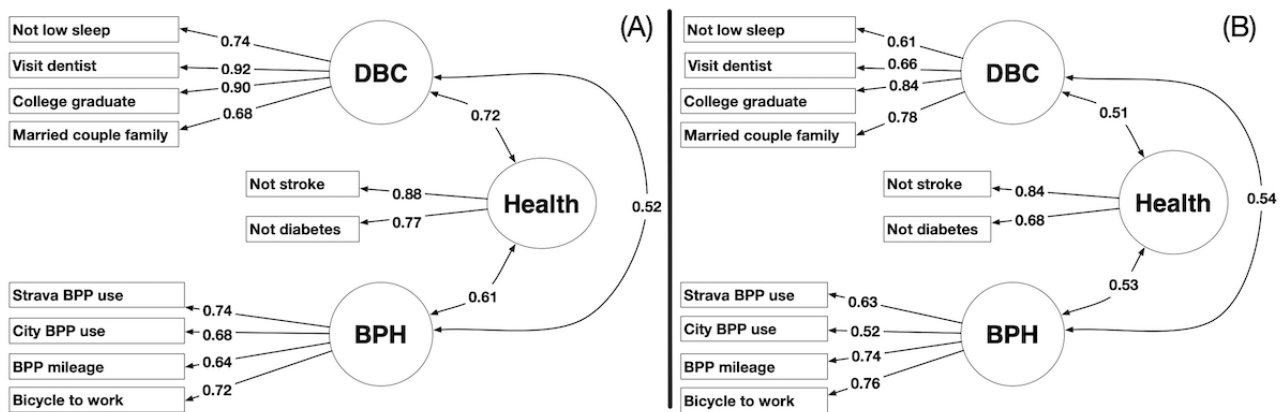 (A)
Not low sleep
0.74
Visit dentist
0.92
DBC
0.90
College graduate
0.68
Married couple family
0.72
Not stroke
0.88
Health
0.52
Not diabetes
0.77
0.61
Strava BPP use
0.74
City BPP use
0.68
BPH
BPP mileage
0.64
Bicycle to work
0.72
(B)
Not low sleep
0.61
Visit dentist
0.66
DBC
0.84
College graduate
0.78
Married couple family
0.51
Not stroke
0.84
Health
0.54
Not diabetes
0.68
0.53
Strava BPP use
0.63
City BPP use
0.52
BPH
BPP mileage
0.74
Bicycle to work
0.76